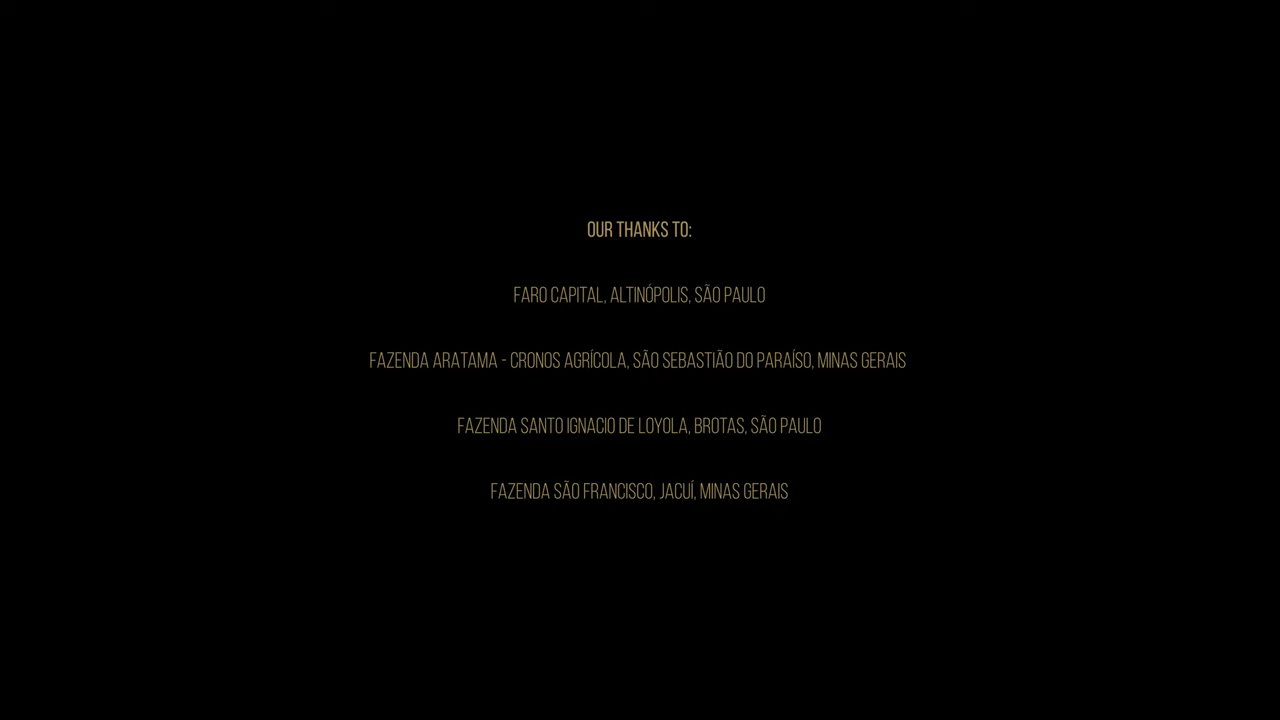 OUR THANKS TO:
FARO CAPITAL, ALTINÓPOLIS, SÃO PAULO
FAZENDA ARATAMA - CRONOS AGRÍCOLA, SÃO SEBASTIÃO DO PARAÍSO, MINAS GERAIS
FAZENDA SANTO IGNACIO DE LOYOLA, BROTAS, SÃO PAULO
FAZENDA SÃO FRANCISCO, JACUÍ, MINAS GERAIS